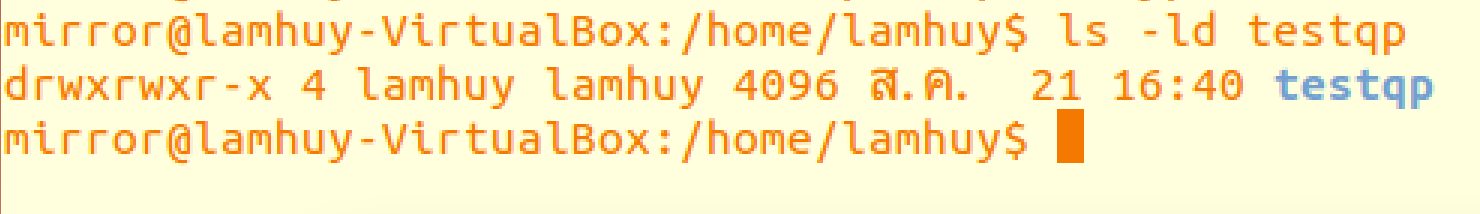 mirror@lamhuy-VirtualBox:/home/lamhuy$ ls -ld testqp
drwxrwxr-x 4 lamhuy lamhuy 4096 ส.ค.  21 16:40 testqp
mirror@lamhuy-VirtualBox:/home/lamhuy$